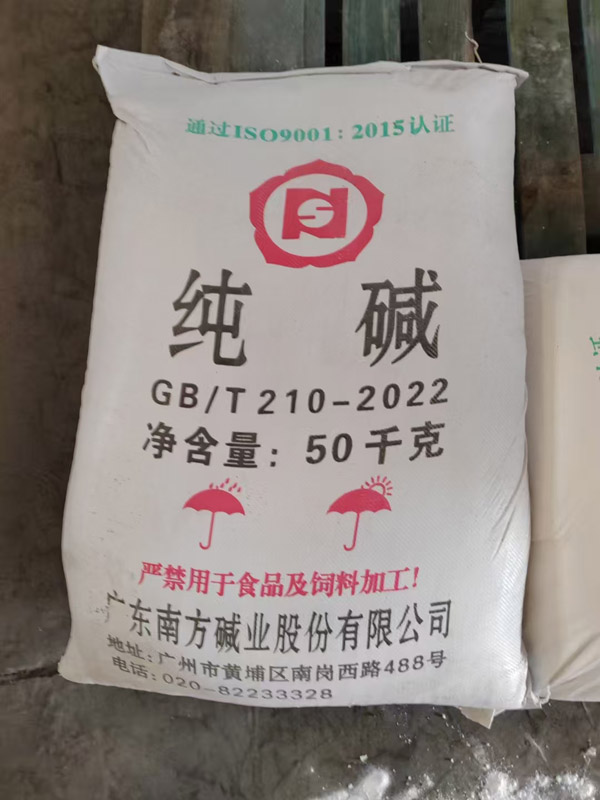 通过ISO9001：2015认证
纯碱
GB/T 210-2022
净含量：50千克
严禁用于食品及饲料加工！
广东南方碱业股份有限公司
地址：广州市黄埔区南岗西路488号
电话：020-82233328